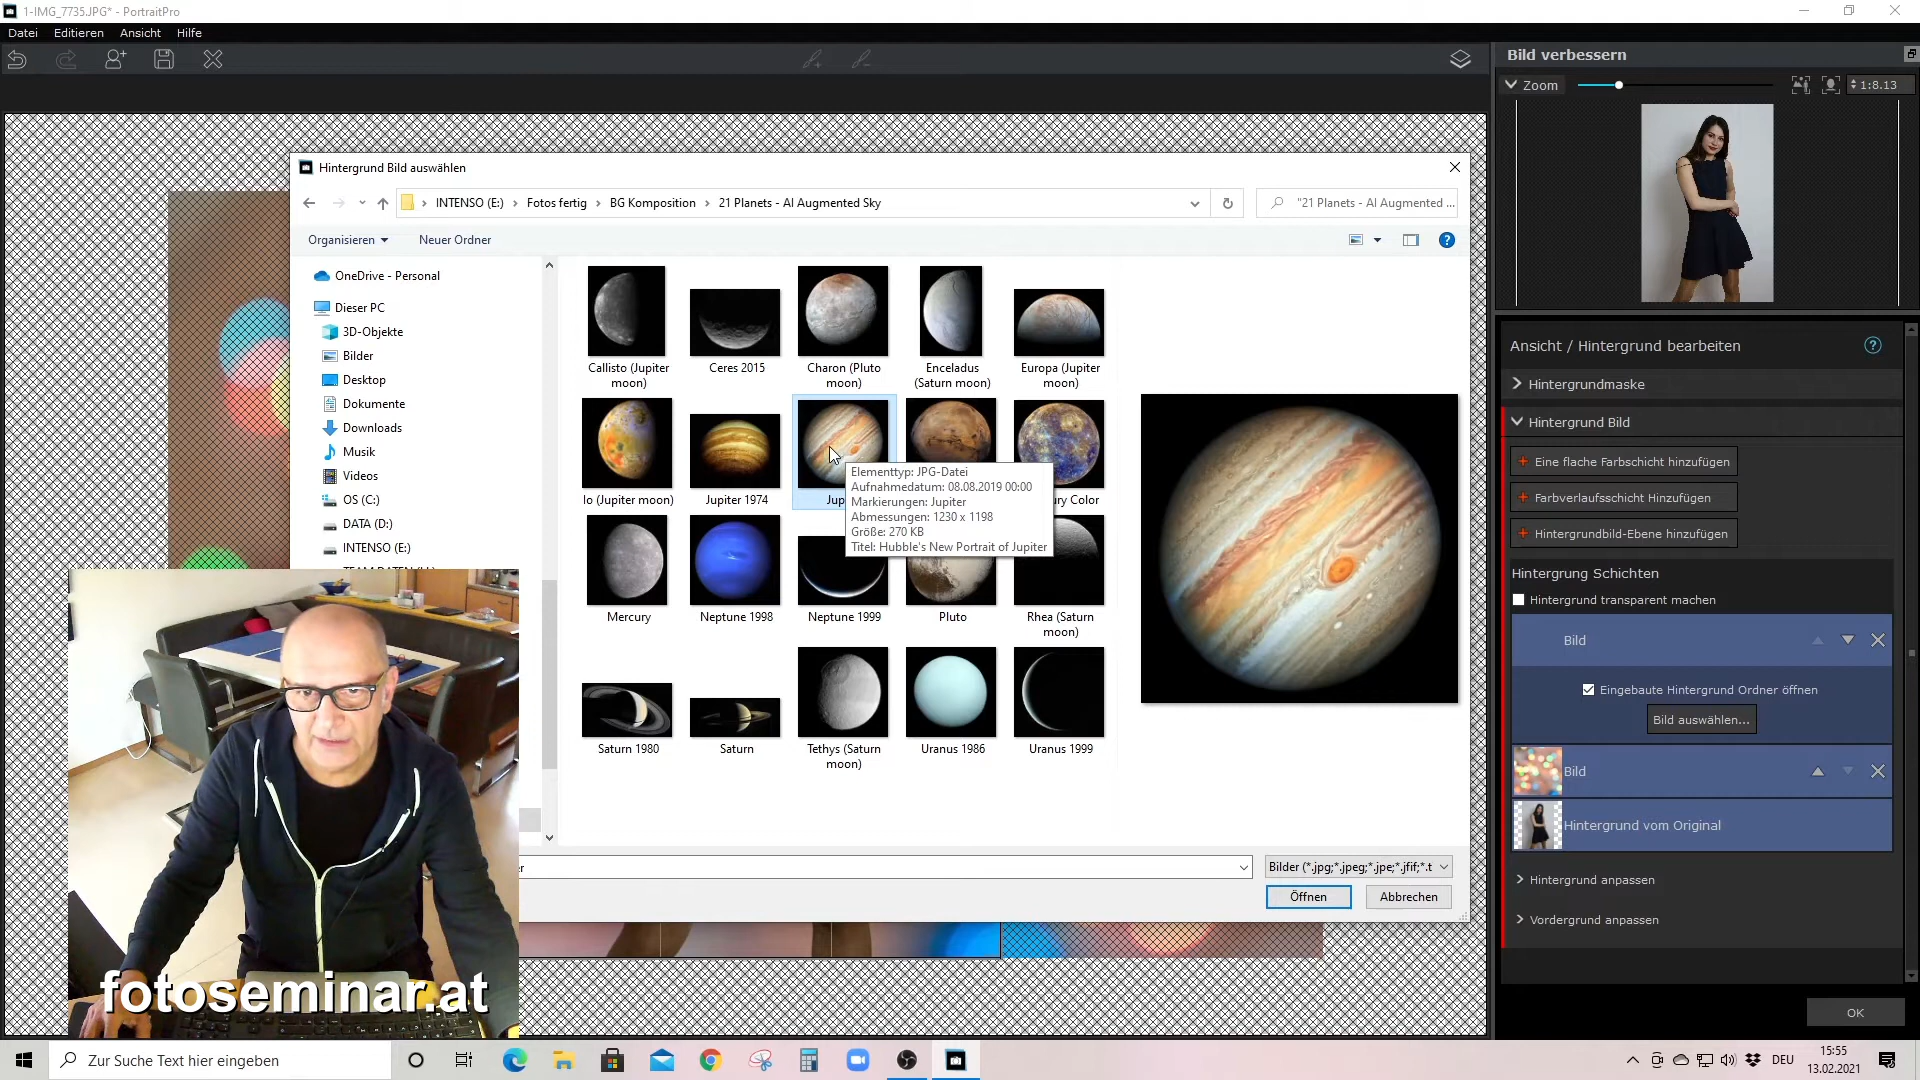 1-IMG_7735.JPG* - PortraitPro
Datei Editieren Ansicht Hilfe
Bild verbessern
Zoom
1:8.13
Hintergrund Bild auswählen
INTENSO (E:) › Fotos fertig › BG Komposition › 21 Planets - AI Augmented Sky
"21 Planets - AI Augmented ...
Organisieren
Neuer Ordner
OneDrive - Personal
Dieser PC
3D-Objekte
Bilder
Desktop
Dokumente
Downloads
Musik
Videos
OS (C:)
DATA (D:)
INTENSO (E:)
Callisto (Jupiter moon)
Ceres 2015
Charon (Pluto moon)
Enceladus (Saturn moon)
Europa (Jupiter moon)
Io (Jupiter moon)
Jupiter 1974
Jup
ury Color
Elementtyp: JPG-Datei
Aufnahmedatum: 08.08.2019 00:00
Markierungen: Jupiter
Abmessungen: 1230 x 1198
Größe: 270 KB
Titel: Hubble's New Portrait of Jupiter
Mercury
Neptune 1998
Neptune 1999
Pluto
Rhea (Saturn moon)
Saturn 1980
Saturn
Tethys (Saturn moon)
Uranus 1986
Uranus 1999
er
Bilder (*.jpg;*.jpeg;*.jpe;*.jfif;*.t
Öffnen
Abbrechen
Ansicht / Hintergrund bearbeiten
?
Hintergrundmaske
Hintergrund Bild
+ Eine flache Farbschicht hinzufügen
+ Farbverlaufsschicht Hinzufügen
+ Hintergrundbild-Ebene hinzufügen
Hintergrung Schichten
Hintergrund transparent machen
Bild
Eingebaute Hintergrund Ordner öffnen
Bild auswählen...
Bild
Hintergrund vom Original
Hintergrund anpassen
Vordergrund anpassen
OK
fotoseminar.at
Zur Suche Text hier eingeben
DEU
15:55
13.02.2021